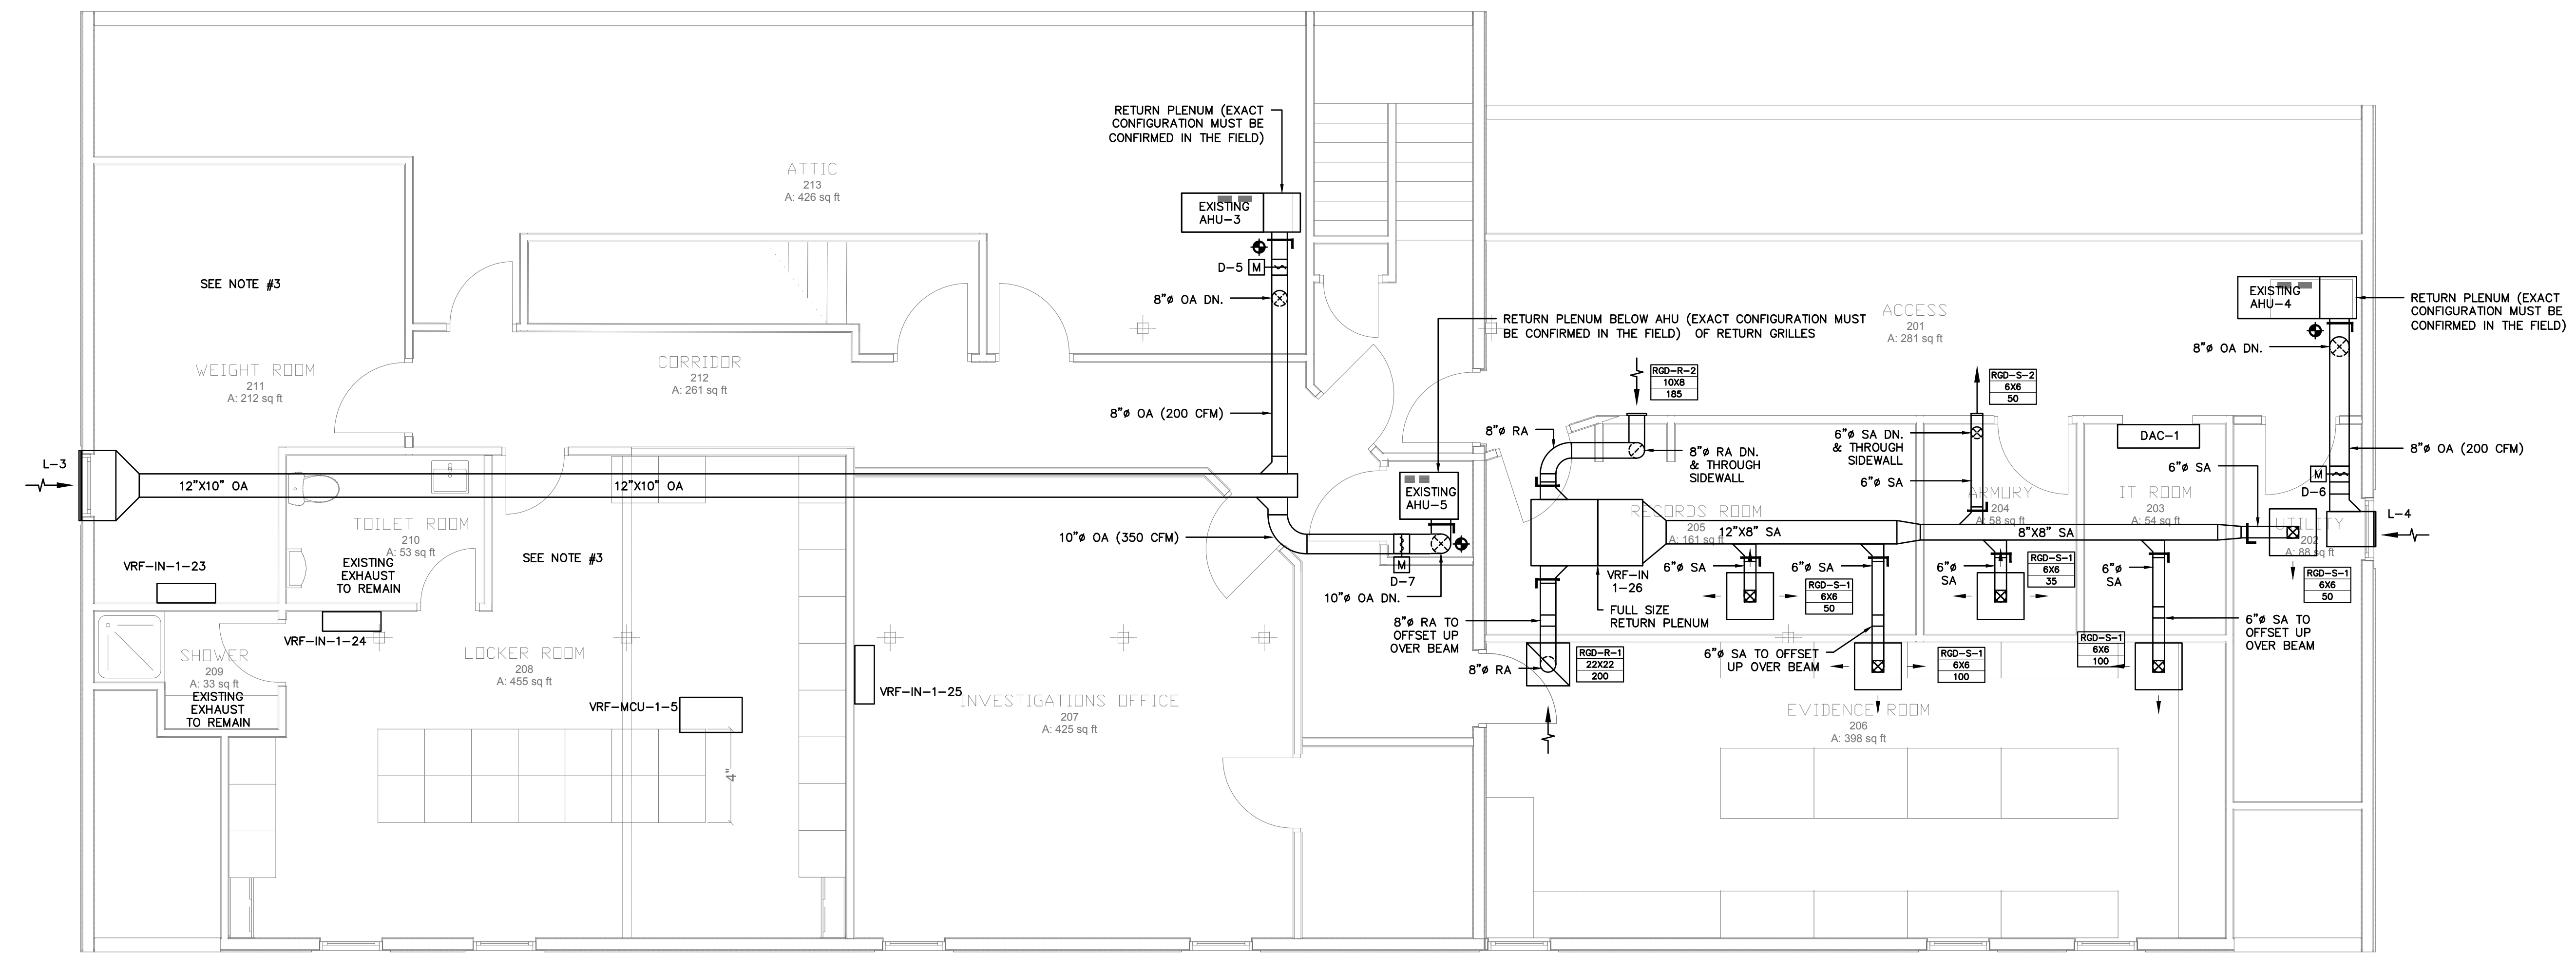 RETURN PLENUM (EXACT
CONFIGURATION MUST BE
CONFIRMED IN THE FIELD)
ATTIC
213
A: 426 sq ft
EXISTING
AHU-3
D-5
M
8"ø OA DN.
SEE NOTE #3
WEIGHT ROOM
211
A: 212 sq ft
CORRIDOR
212
A: 261 sq ft
8"ø OA (200 CFM)
RETURN PLENUM BELOW AHU (EXACT CONFIGURATION MUST
BE CONFIRMED IN THE FIELD) OF RETURN GRILLES
ACCESS
201
A: 281 sq ft
EXISTING
AHU-4
RETURN PLENUM (EXACT
CONFIGURATION MUST BE
CONFIRMED IN THE FIELD)
8"ø OA DN.
RGD-R-2
10X8
185
RGD-S-2
6X6
50
8"ø RA
8"ø RA DN.
& THROUGH
SIDEWALL
6"ø SA DN.
& THROUGH
SIDEWALL
6"ø SA
DAC-1
6"ø SA
8"ø OA (200 CFM)
M
D-6
L-4
L-3
12"X10" OA
12"X10" OA
TOILET ROOM
210
A: 53 sq ft
EXISTING
EXHAUST
TO REMAIN
SEE NOTE #3
10"ø OA (350 CFM)
EXISTING
AHU-5
M
D-7
10"ø OA DN.
RECORDS ROOM
205
A: 161 sq ft
12"X8" SA
ARMORY
204
A: 58 sq ft
IT ROOM
203
A: 54 sq ft
8"X8" SA
UTILITY
202
A: 88 sq ft
VRF-IN
1-26
FULL SIZE
RETURN PLENUM
6"ø SA
6"ø SA
RGD-S-1
6X6
50
6"ø
SA
RGD-S-1
6X6
35
6"ø
SA
RGD-S-1
6X6
50
VRF-IN-1-23
VRF-IN-1-24
SHOWER
209
A: 33 sq ft
EXISTING
EXHAUST
TO REMAIN
LOCKER ROOM
208
A: 455 sq ft
VRF-MCU-1-5
4"
VRF-IN-1-25
INVESTIGATIONS OFFICE
207
A: 425 sq ft
8"ø RA TO
OFFSET UP
OVER BEAM
8"ø RA
RGD-R-1
22X22
200
6"ø SA TO OFFSET
UP OVER BEAM
RGD-S-1
6X6
100
RGD-S-1
6X6
100
6"ø SA TO
OFFSET UP
OVER BEAM
EVIDENCE ROOM
206
A: 398 sq ft